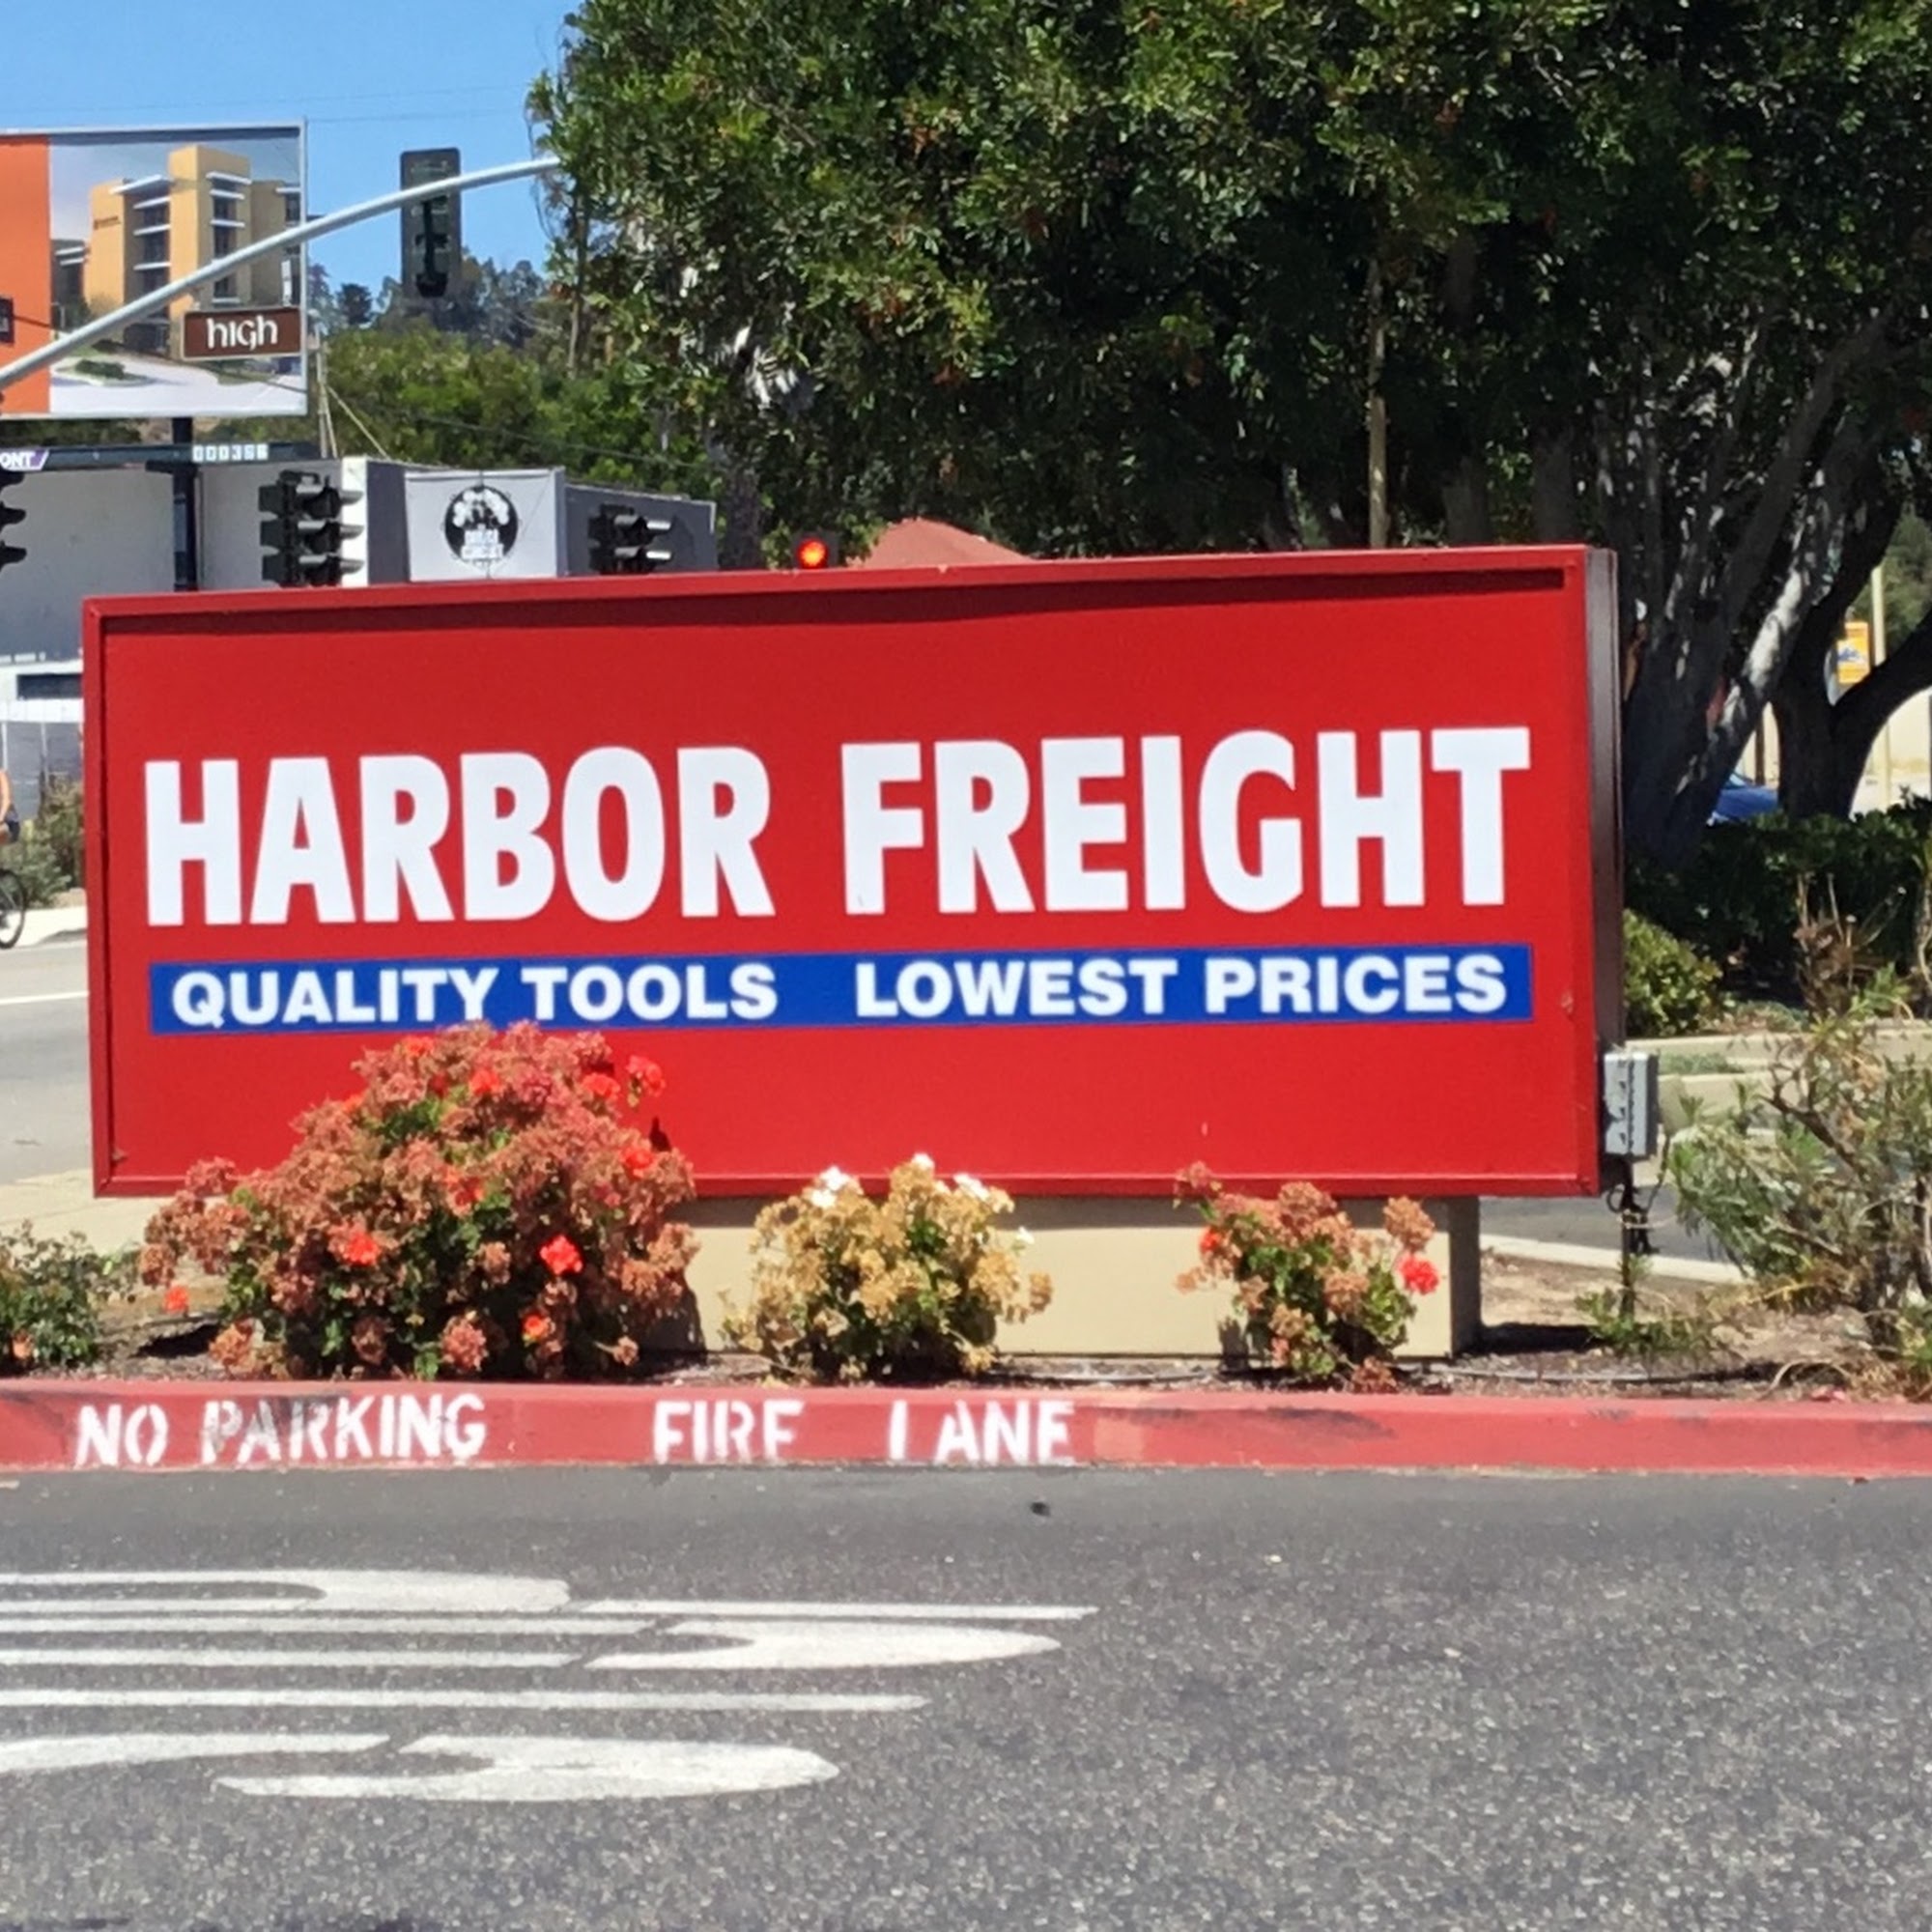 high
HARBOR FREIGHT
QUALITY TOOLS LOWEST PRICES
NO PARKING FIRE LANE